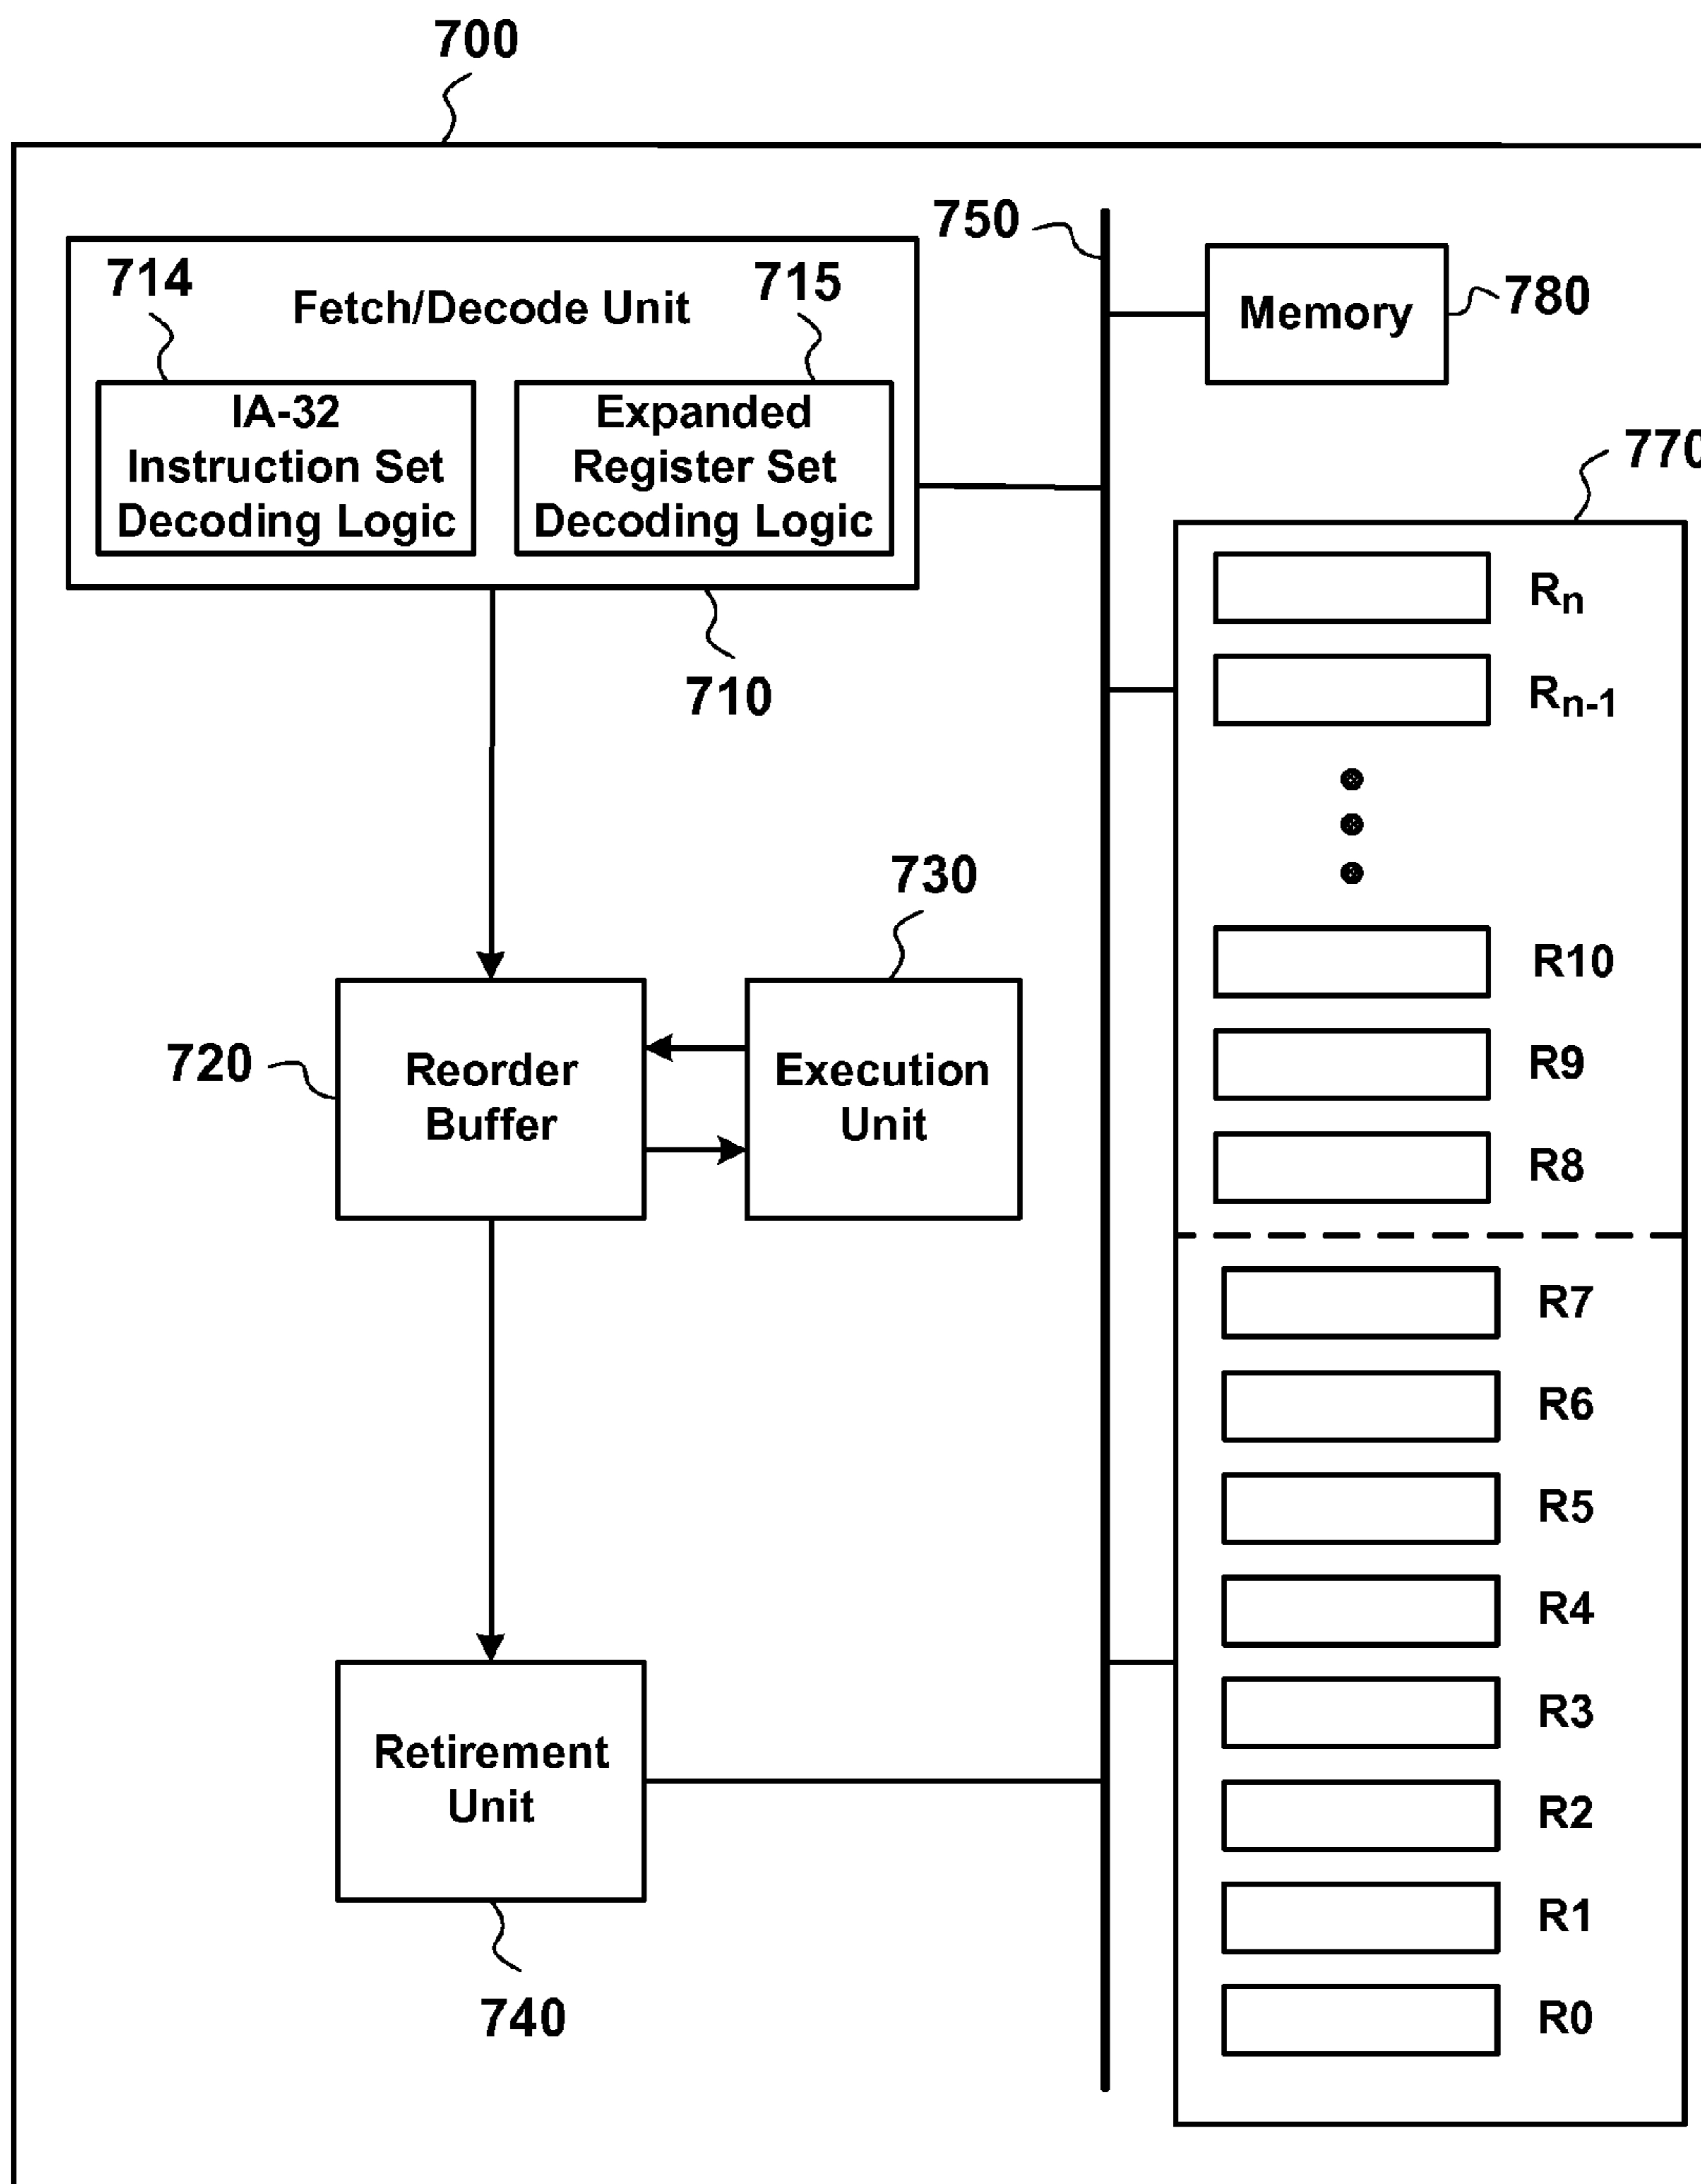 700
750
714
Fetch/Decode Unit
715
Memory
780
IA-32
Instruction Set
Decoding Logic
Expanded
Register Set
Decoding Logic
770
710
Rn
Rn-1
730
R10
720
Reorder
Buffer
Execution
Unit
R9
R8
R7
R6
R5
R4
R3
Retirement
Unit
R2
R1
740
R0